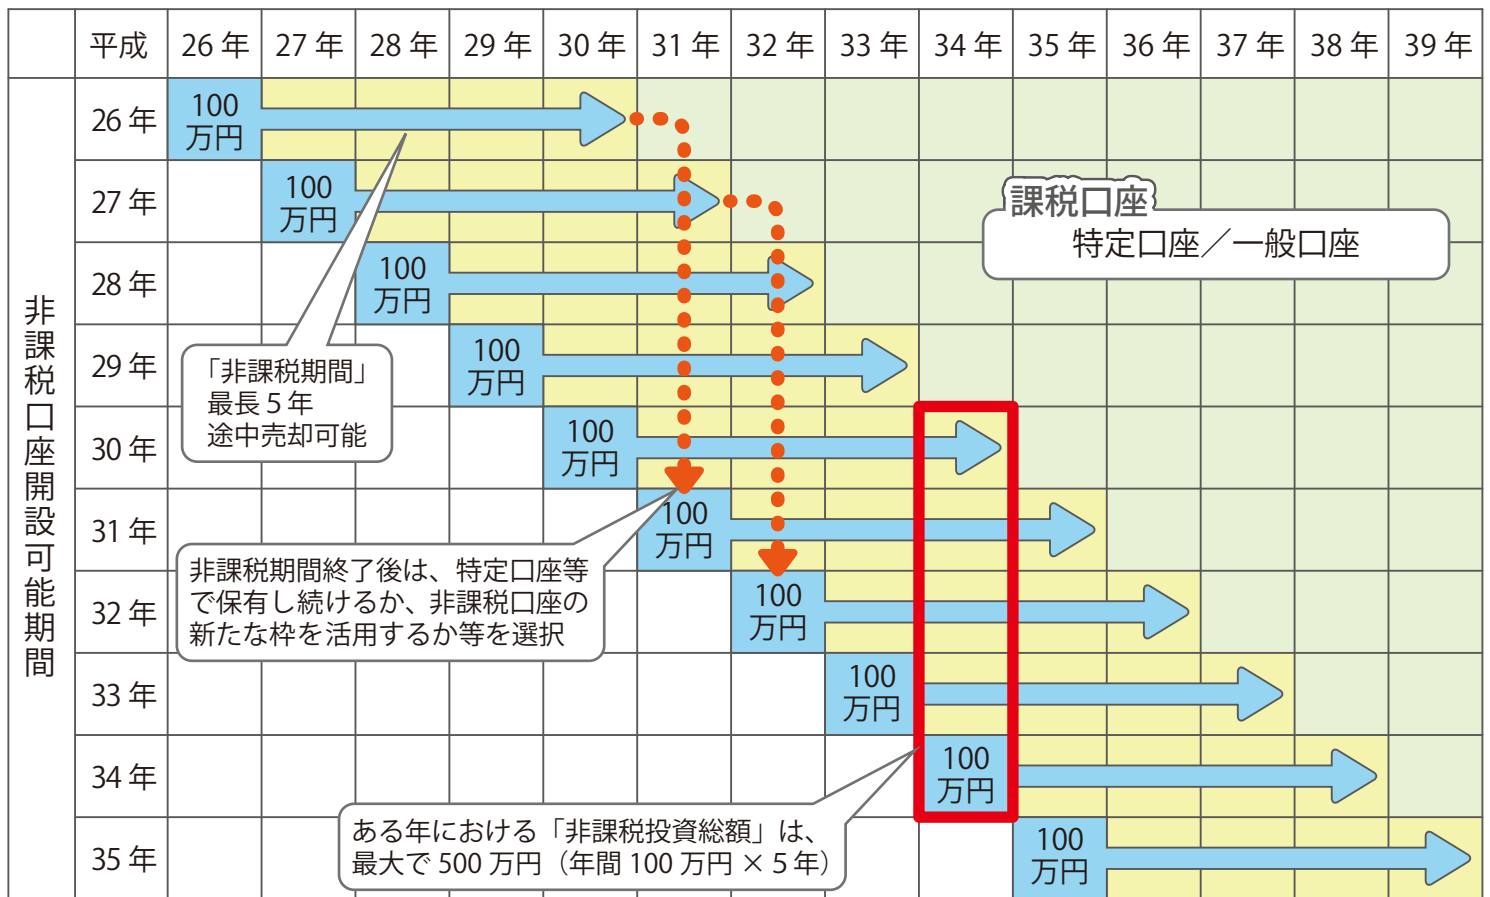 平成 26年 27年 28年 29年 30年 31年 32年 33年 34年 35年 36年 37年 38年 39年
非課税口座開設可能期間
26年
100
万円
27年
100
万円
課税口座
特定口座／一般口座
28年
100
万円
29年
100
万円
「非課税期間」
最長５年
途中売却可能
30年
100
万円
31年
100
万円
非課税期間終了後は、特定口座等
で保有し続けるか、非課税口座の
新たな枠を活用するか等を選択
32年
100
万円
33年
100
万円
34年
100
万円
ある年における「非課税投資総額」は、
最大で 500 万円（年間 100 万円 × ５年）
35年
100
万円